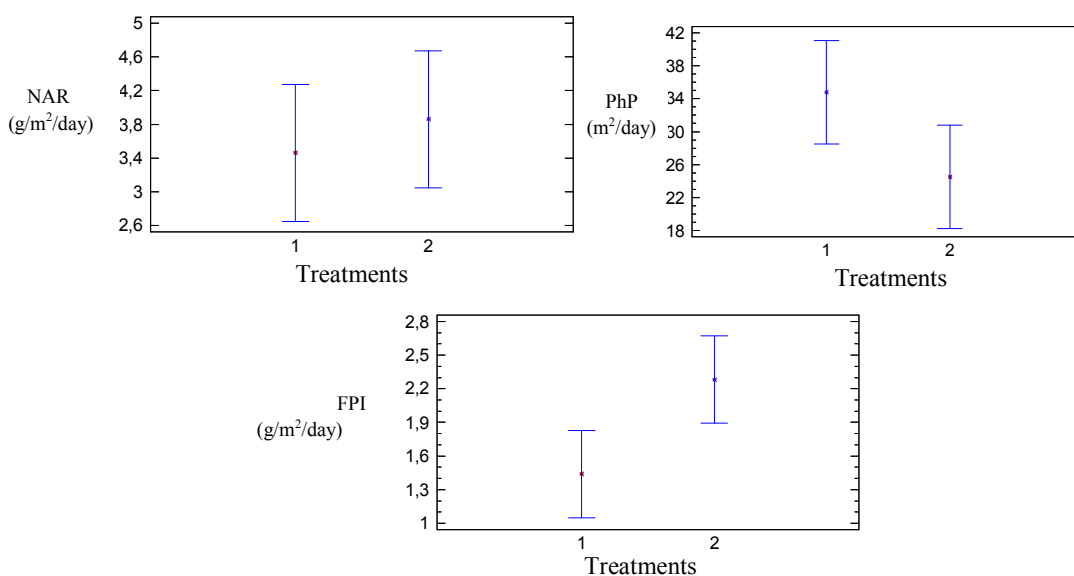 5
4,6
4,2
3,8
3,4
3
2,6
NAR
(g/m²/day)
1 2
Treatments
42
38
34
30
26
22
18
PhP
(m²/day)
1 2
Treatments
2,8
2,5
2,2
1,9
1,6
1,3
1
FPI
(g/m²/day)
1 2
Treatments